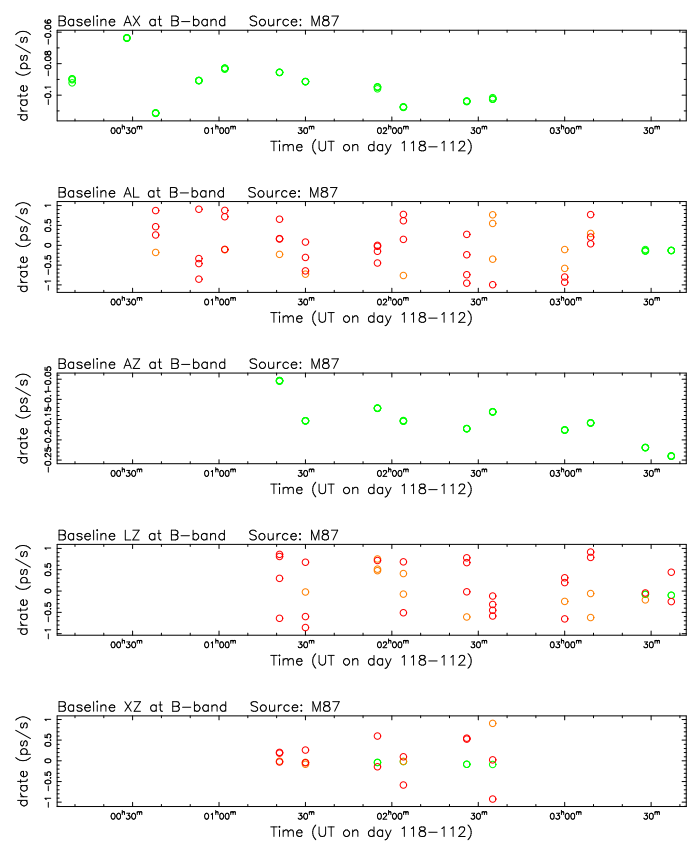 Baseline AX at B-band Source: M87
drate (ps/s)
-0.06
-0.08
-0.1
00h30m 01h00m 30m 02h00m 30m 03h00m 30m
Time (UT on day 118-112)
Baseline AL at B-band Source: M87
drate (ps/s)
1
0.5
0
-0.5
-1
00h30m 01h00m 30m 02h00m 30m 03h00m 30m
Time (UT on day 118-112)
Baseline AZ at B-band Source: M87
drate (ps/s)
-0.05
-0.1
-0.15
-0.2
-0.25
00h30m 01h00m 30m 02h00m 30m 03h00m 30m
Time (UT on day 118-112)
Baseline LZ at B-band Source: M87
drate (ps/s)
1
0.5
0
-0.5
-1
00h30m 01h00m 30m 02h00m 30m 03h00m 30m
Time (UT on day 118-112)
Baseline XZ at B-band Source: M87
drate (ps/s)
1
0.5
0
-0.5
-1
00h30m 01h00m 30m 02h00m 30m 03h00m 30m
Time (UT on day 118-112)